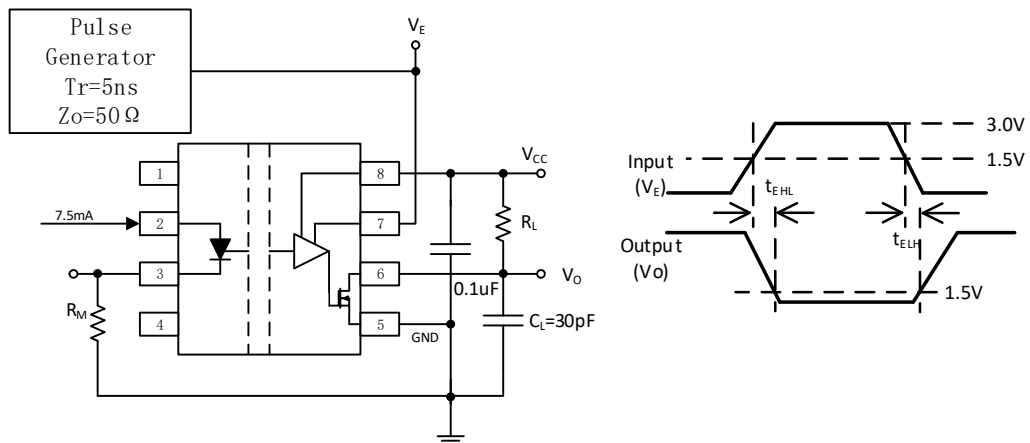 Pulse
Generator
Tr=5ns
Zo=50Ω
VE
1
2
3
4
8
7
6
5
7.5mA
RM
VCC
RL
0.1uF
VO
CL=30pF
GND
Input
(VE)
3.0V
1.5V
tEHL
tELH
Output
(Vo)
1.5V